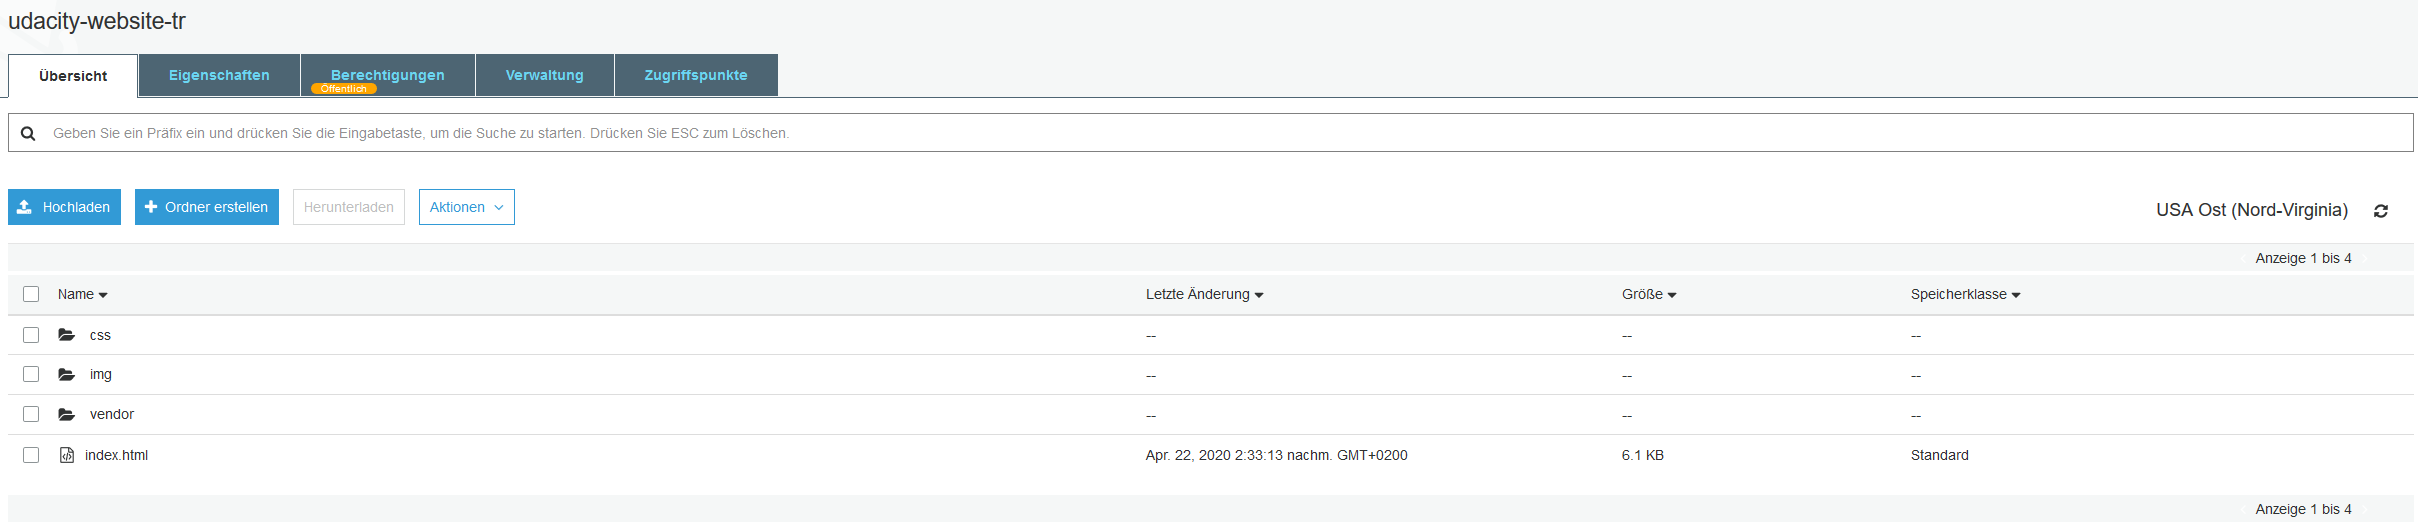 udacity-website-tr
Übersicht Eigenschaften Berechtigungen Verwaltung Zugriffspunkte
Öffentlich
Geben Sie ein Präfix ein und drücken Sie die Eingabetaste, um die Suche zu starten. Drücken Sie ESC zum Löschen.
Hochladen Ordner erstellen Herunterladen Aktionen USA Ost (Nord-Virginia)
Anzeige 1 bis 4
Name Letzte Änderung Größe Speicherklasse
css -- -- --
img -- -- --
vendor -- -- --
index.html Apr. 22, 2020 2:33:13 nachm. GMT+0200 6.1 KB Standard
Anzeige 1 bis 4